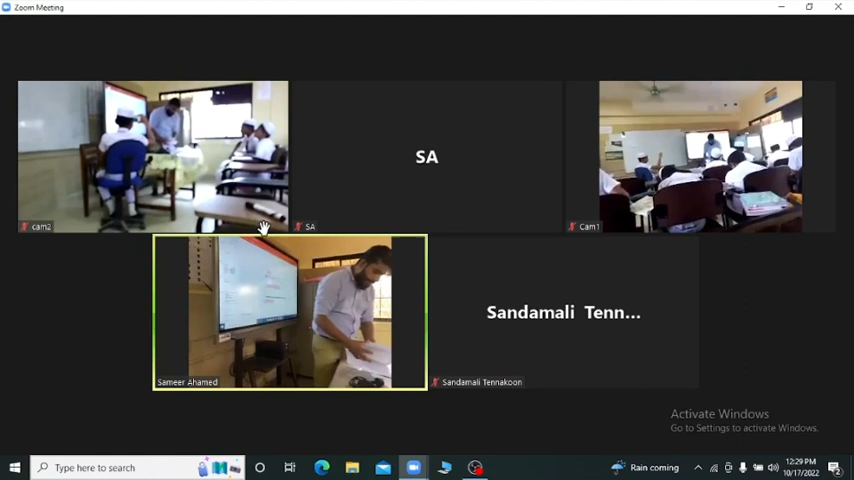 Zoom Meeting
SA
cam2
SA
Cam1
Sandamali Tenn...
Sameer Ahamed
Sandamali Tennakoon
Activate Windows
Go to Settings to activate Windows.
Type here to search
Rain coming
12:29 PM
10/17/2022
2